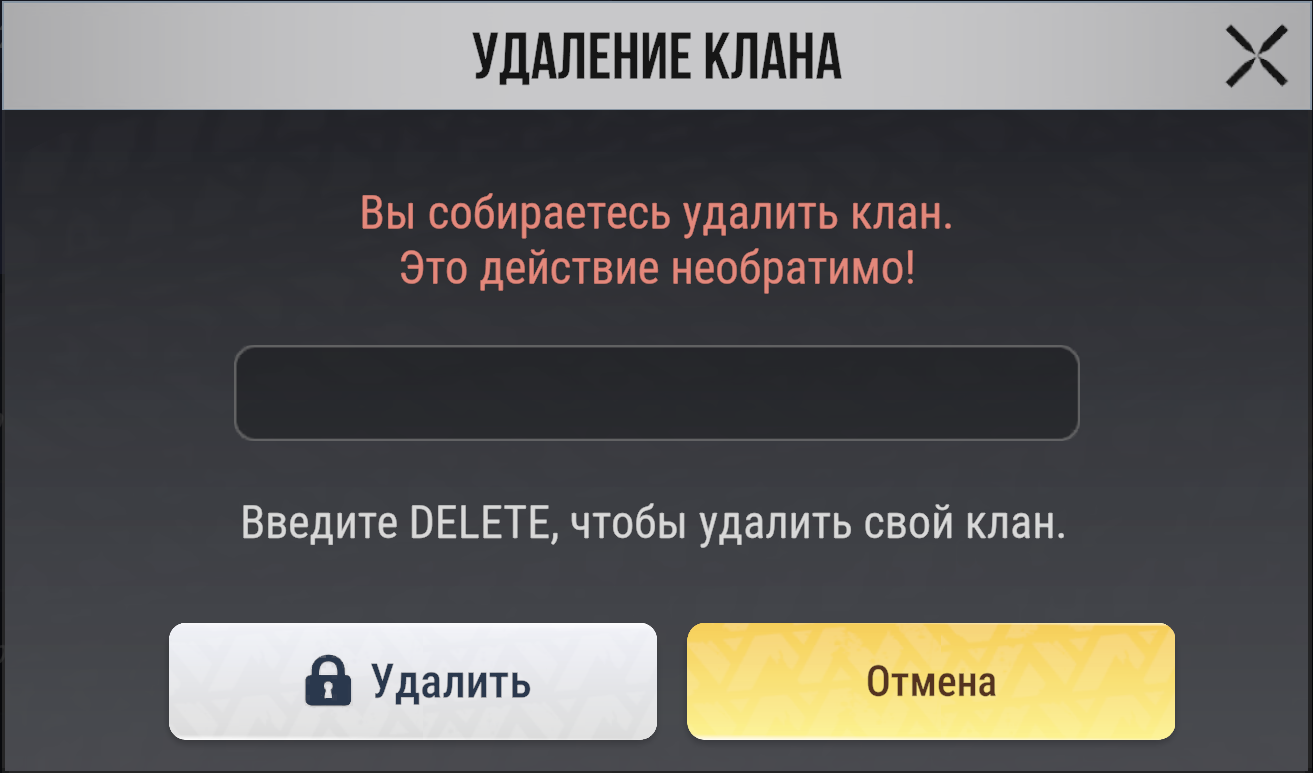 УДАЛЕНИЕ КЛАНА
Вы собираетесь удалить клан.
Это действие необратимо!
Введите DELETE, чтобы удалить свой клан.
Удалить
Отмена